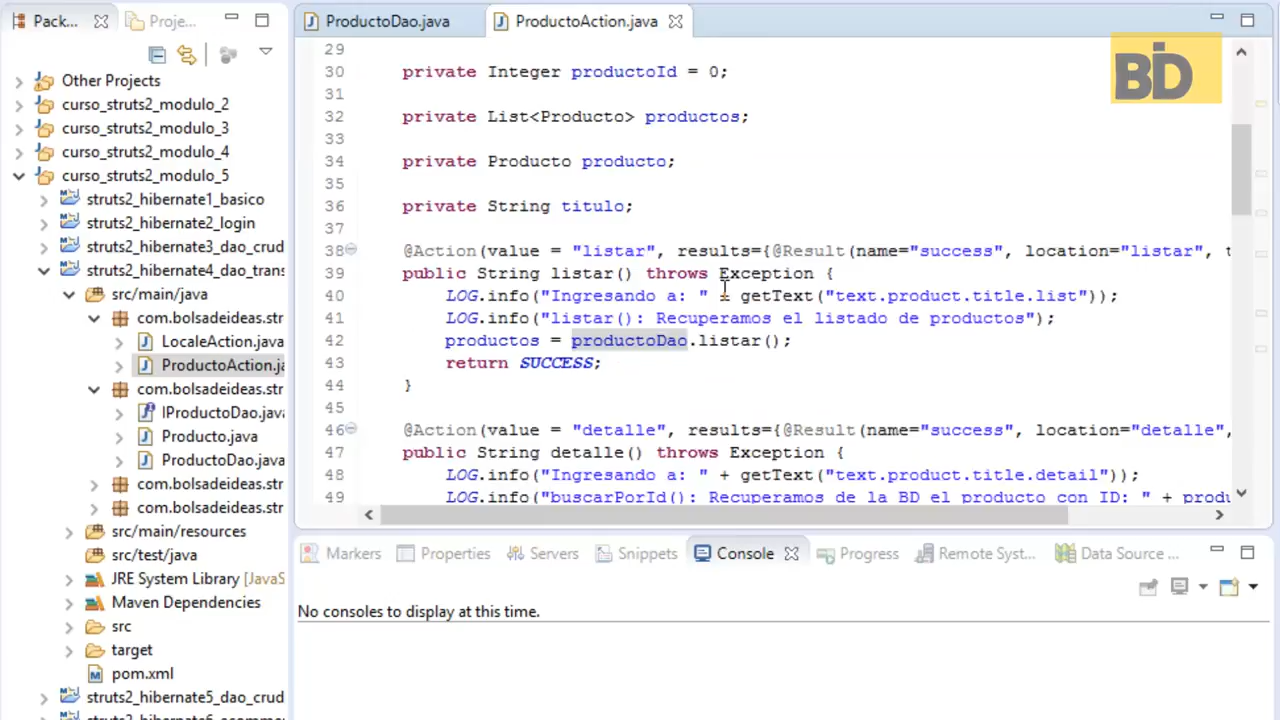 Pack...
Proje...
Other Projects
curso_struts2_modulo_2
curso_struts2_modulo_3
curso_struts2_modulo_4
curso_struts2_modulo_5
struts2_hibernate1_basico
struts2_hibernate2_login
struts2_hibernate3_dao_crud
struts2_hibernate4_dao_trans
src/main/java
com.bolsadeideas.str
LocaleAction.java
ProductoAction.ja
com.bolsadeideas.str
IProductoDao.java
Producto.java
ProductoDao.java
com.bolsadeideas.str
com.bolsadeideas.str
src/main/resources
src/test/java
JRE System Library [JavaS
Maven Dependencies
src
target
pom.xml
struts2_hibernate5_dao_crud
ProductoDao.java
ProductoAction.java
BD
29
30 private Integer productoId = 0;
31
32 private List<Producto> productos;
33
34 private Producto producto;
35
36 private String titulo;
37
38 @Action(value = "listar", results={@Result(name="success", location="listar", t
39 public String listar() throws Exception {
40 LOG.info("Ingresando a: " + getText("text.product.title.list"));
41 LOG.info("listar(): Recuperamos el listado de productos");
42 productos = productoDao.listar();
43 return SUCCESS;
44 }
45
46 @Action(value = "detalle", results={@Result(name="success", location="detalle",
47 public String detalle() throws Exception {
48 LOG.info("Ingresando a: " + getText("text.product.title.detail"));
49 LOG.info("buscarPorId(): Recuperamos de la BD el producto con ID: " + produ
Markers
Properties
Servers
Snippets
Console
Progress
Remote Syst...
Data Source ...
No consoles to display at this time.